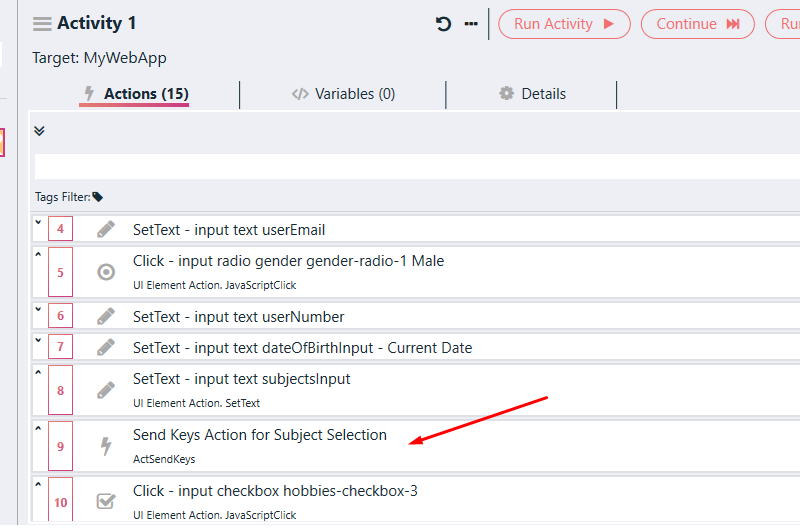 Activity 1
Run Activity
Continue
Ru
Target: MyWebApp
Actions (15)
Variables (0)
Details
Tags Filter:
4
SetText - input text userEmail
5
Click - input radio gender gender-radio-1 Male
UI Element Action. JavaScriptClick
6
SetText - input text userNumber
7
SetText - input text dateOfBirthInput - Current Date
8
SetText - input text subjectsInput
UI Element Action. SetText
9
Send Keys Action for Subject Selection
ActSendKeys
10
Click - input checkbox hobbies-checkbox-3
UI Element Action. JavaScriptClick